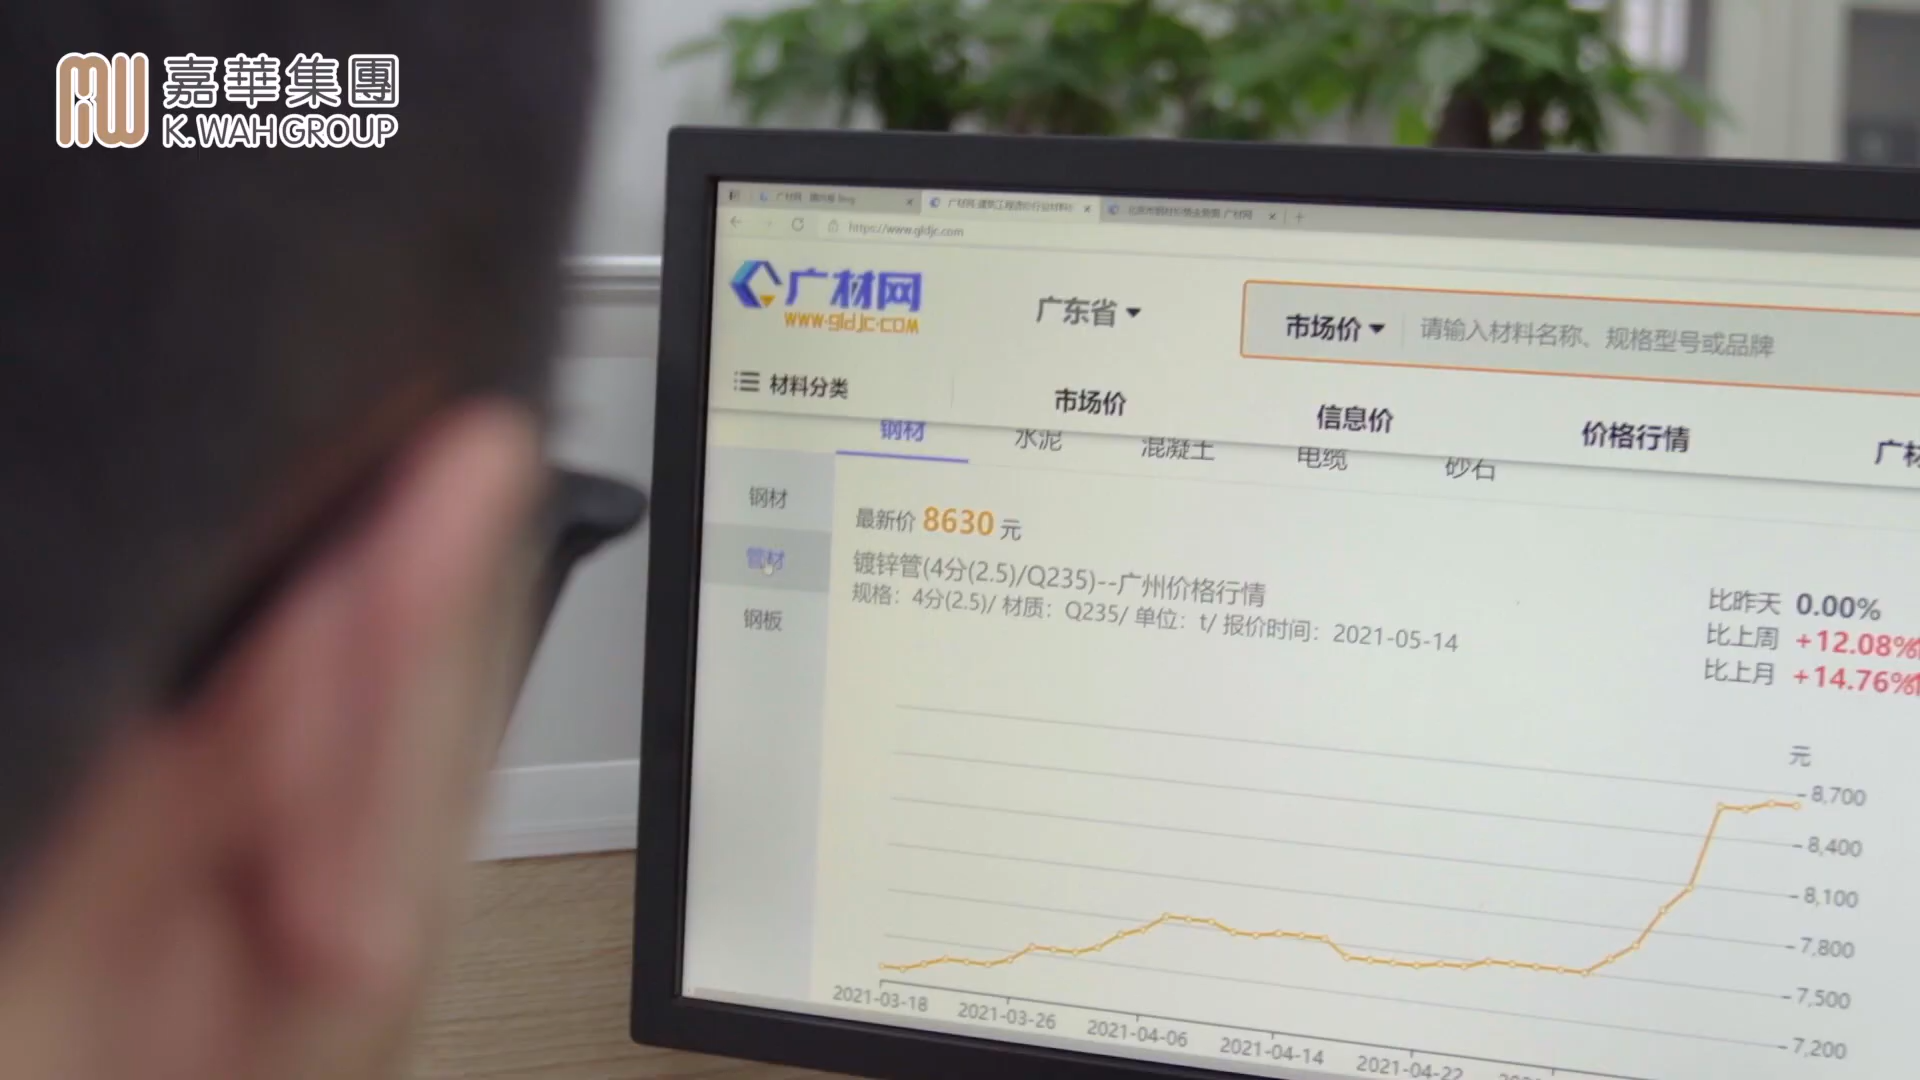 嘉華集團
K.WAH GROUP
https://www.gldjc.com
广材网
www.gldjc.com
广东省
市场价
请输入材料名称、规格型号或品牌
材料分类
市场价
信息价
价格行情
广材
钢材
水泥
混凝土
电缆
砂石
钢材
管材
钢板
最新价 8630 元
镀锌管(4分(2.5)/Q235)--广州价格行情
规格：4分(2.5)/ 材质：Q235/ 单位：t/ 报价时间：2021-05-14
比昨天 0.00%
比上周 +12.08%
比上月 +14.76%
元
8,700
8,400
8,100
7,800
7,500
7,200
2021-03-18
2021-03-26
2021-04-06
2021-04-14
2021-04-22